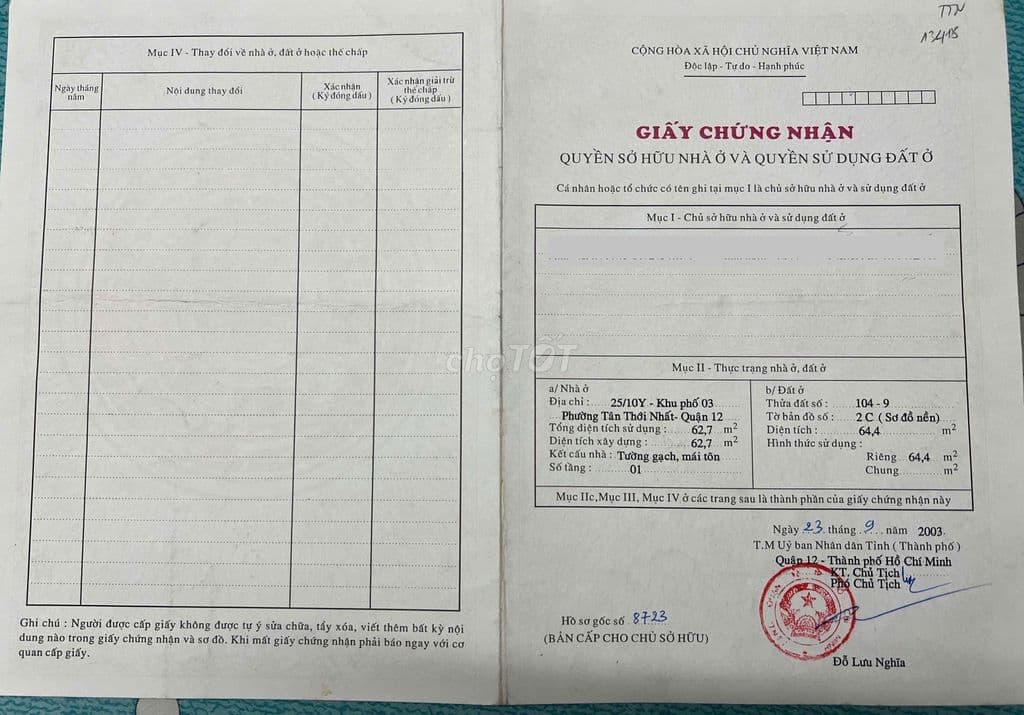 Mục IV - Thay đổi về nhà ở, đất ở hoặc thế chấp
Ngày tháng năm
Nội dung thay đổi
Xác nhận
( Ký đóng dấu )
Xác nhận giải trừ
thế chấp
( Ký đóng dấu )
Ghi chú : Người được cấp giấy không được tự ý sửa chữa, tẩy xóa, viết thêm bất kỳ nội
dung nào trong giấy chứng nhận và sơ đồ. Khi mất giấy chứng nhận phải báo ngay với cơ
quan cấp giấy.
TTN
13418
CỘNG HÒA XÃ HỘI CHỦ NGHĨA VIỆT NAM
Độc lập - Tự do - Hạnh phúc
GIẤY CHỨNG NHẬN
QUYỀN SỞ HỮU NHÀ Ở VÀ QUYỀN SỬ DỤNG ĐẤT Ở
Cá nhân hoặc tổ chức có tên ghi tại mục I là chủ sở hữu nhà ở và sử dụng đất ở
Mục I - Chủ sở hữu nhà ở và sử dụng đất ở
chợTỐT
Mục II - Thực trạng nhà ở, đất ở
a/ Nhà ở
Địa chỉ : 25/10Y - Khu phố 03
Phường Tân Thới Nhất- Quận 12
Tổng diện tích sử dụng : 62,7 m2
Diện tích xây dựng : 62,7 m2
Kết cấu nhà : Tường gạch, mái tôn
Số tầng : 01
b/ Đất ở
Thửa đất số : 104 - 9
Tờ bản đồ số : 2 C ( Sơ đồ nền)
Diện tích : 64,4 m2
Hình thức sử dụng :
Riêng 64,4 m2
Chung m2
Mục IIc,Mục III, Mục IV ở các trang sau là thành phần của giấy chứng nhận này
Ngày 23 tháng 9 năm 2003
T.M Uỷ ban Nhân dân Tỉnh ( Thành phố )
Quận 12 - Thành phố Hồ Chí Minh
KT. Chủ Tịch
Phó Chủ Tịch
Hồ sơ gốc số 8723
(BẢN CẤP CHO CHỦ SỞ HỮU)
Đỗ Lưu Nghĩa